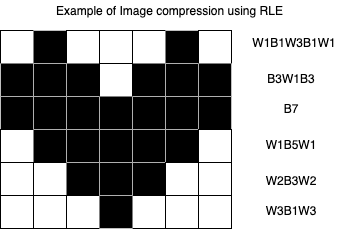 Example of Image compression using RLE
W1B1W3B1W1
B3W1B3
B7
W1B5W1
W2B3W2
W3B1W3